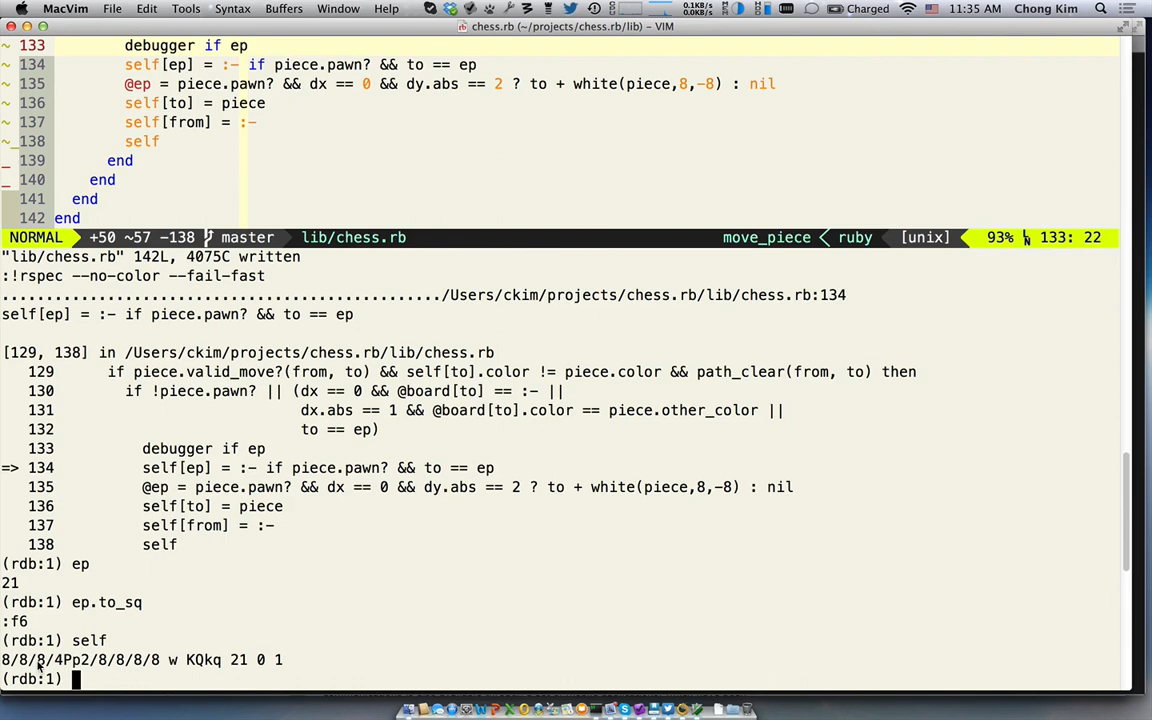 MacVim File Edit Tools Syntax Buffers Window Help 0.1KB/s 0.0KB/s Charged 11:35 AM Chong Kim
chess.rb (~/projects/chess.rb/lib) - VIM
~ 133 debugger if ep
~ 134 self[ep] = :- if piece.pawn? && to == ep
~ 135 @ep = piece.pawn? && dx == 0 && dy.abs == 2 ? to + white(piece,8,-8) : nil
~ 136 self[to] = piece
~ 137 self[from] = :-
~_138 self
_ 139 end
_ 140 end
141 end
142 end
NORMAL +50 ~57 -138 master lib/chess.rb move_piece < ruby [unix] 93% LN 133: 22
"lib/chess.rb" 142L, 4075C written
:!rspec --no-color --fail-fast
................................................../Users/ckim/projects/chess.rb/lib/chess.rb:134
self[ep] = :- if piece.pawn? && to == ep
[129, 138] in /Users/ckim/projects/chess.rb/lib/chess.rb
129 if piece.valid_move?(from, to) && self[to].color != piece.color && path_clear(from, to) then
130 if !piece.pawn? || (dx == 0 && @board[to] == :- ||
131 dx.abs == 1 && @board[to].color == piece.other_color ||
132 to == ep)
133 debugger if ep
=> 134 self[ep] = :- if piece.pawn? && to == ep
135 @ep = piece.pawn? && dx == 0 && dy.abs == 2 ? to + white(piece,8,-8) : nil
136 self[to] = piece
137 self[from] = :-
138 self
(rdb:1) ep
21
(rdb:1) ep.to_sq
:f6
(rdb:1) self
8/8/8/4Pp2/8/8/8/8 w KQkq 21 0 1
(rdb:1)